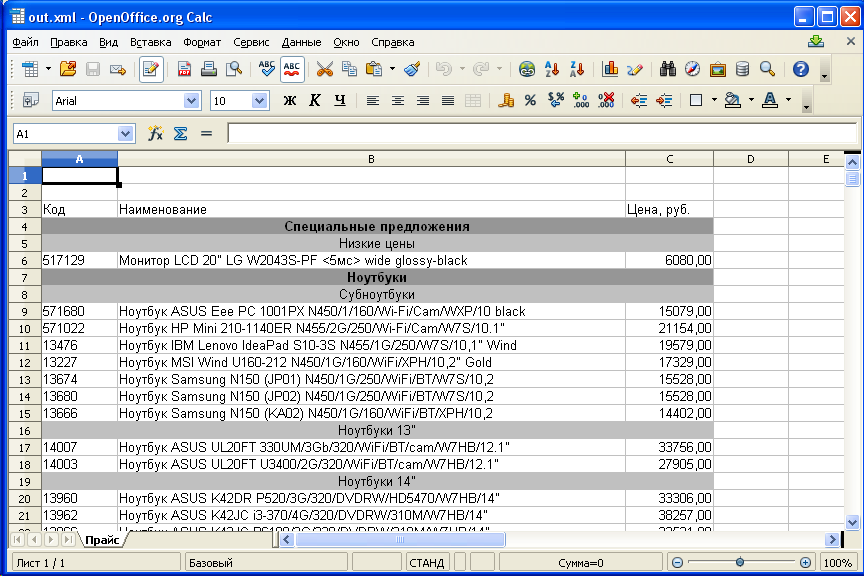 out.xml - OpenOffice.org Calc
Файл Правка Вид Вставка Формат Сервис Данные Окно Справка
Arial 10 Ж К Ч
A1
A B C D E
1
2
3 Код Наименование Цена, руб.
4 Специальные предложения
5 Низкие цены
6 517129 Монитор LCD 20" LG W2043S-PF <5мс> wide glossy-black 6080,00
7 Ноутбуки
8 Субноутбуки
9 571680 Ноутбук ASUS Eee PC 1001PX N450/1/160/Wi-Fi/Cam/WXP/10 black 15079,00
10 571022 Ноутбук HP Mini 210-1140ER N455/2G/250/Wi-Fi/Cam/W7S/10.1" 21154,00
11 13476 Ноутбук IBM Lenovo IdeaPad S10-3S N455/1G/250/W7S/10,1" Wind 19579,00
12 13227 Ноутбук MSI Wind U160-212 N450/1G/160/WiFi/XPH/10,2" Gold 17329,00
13 13674 Ноутбук Samsung N150 (JP01) N450/1G/250/WiFi/BT/W7S/10,2 15528,00
14 13680 Ноутбук Samsung N150 (JP02) N450/1G/250/WiFi/BT/W7S/10,2 15528,00
15 13666 Ноутбук Samsung N150 (KA02) N450/1G/160/WiFi/BT/XPH/10,2 14402,00
16 Ноутбуки 13"
17 14007 Ноутбук ASUS UL20FT 330UM/3Gb/320/WiFi/BT/cam/W7HB/12.1" 33756,00
18 14003 Ноутбук ASUS UL20FT U3400/2G/320/WiFi/BT/cam/W7HB/12.1" 27905,00
19 Ноутбуки 14"
20 13960 Ноутбук ASUS K42DR P520/3G/320/DVDRW/HD5470/W7HB/14" 33306,00
21 13962 Ноутбук ASUS K42JC i3-370/4G/320/DVDRW/310M/W7HB/14" 38257,00
Прайс
Лист 1 / 1 Базовый СТАНД Сумма=0 100%